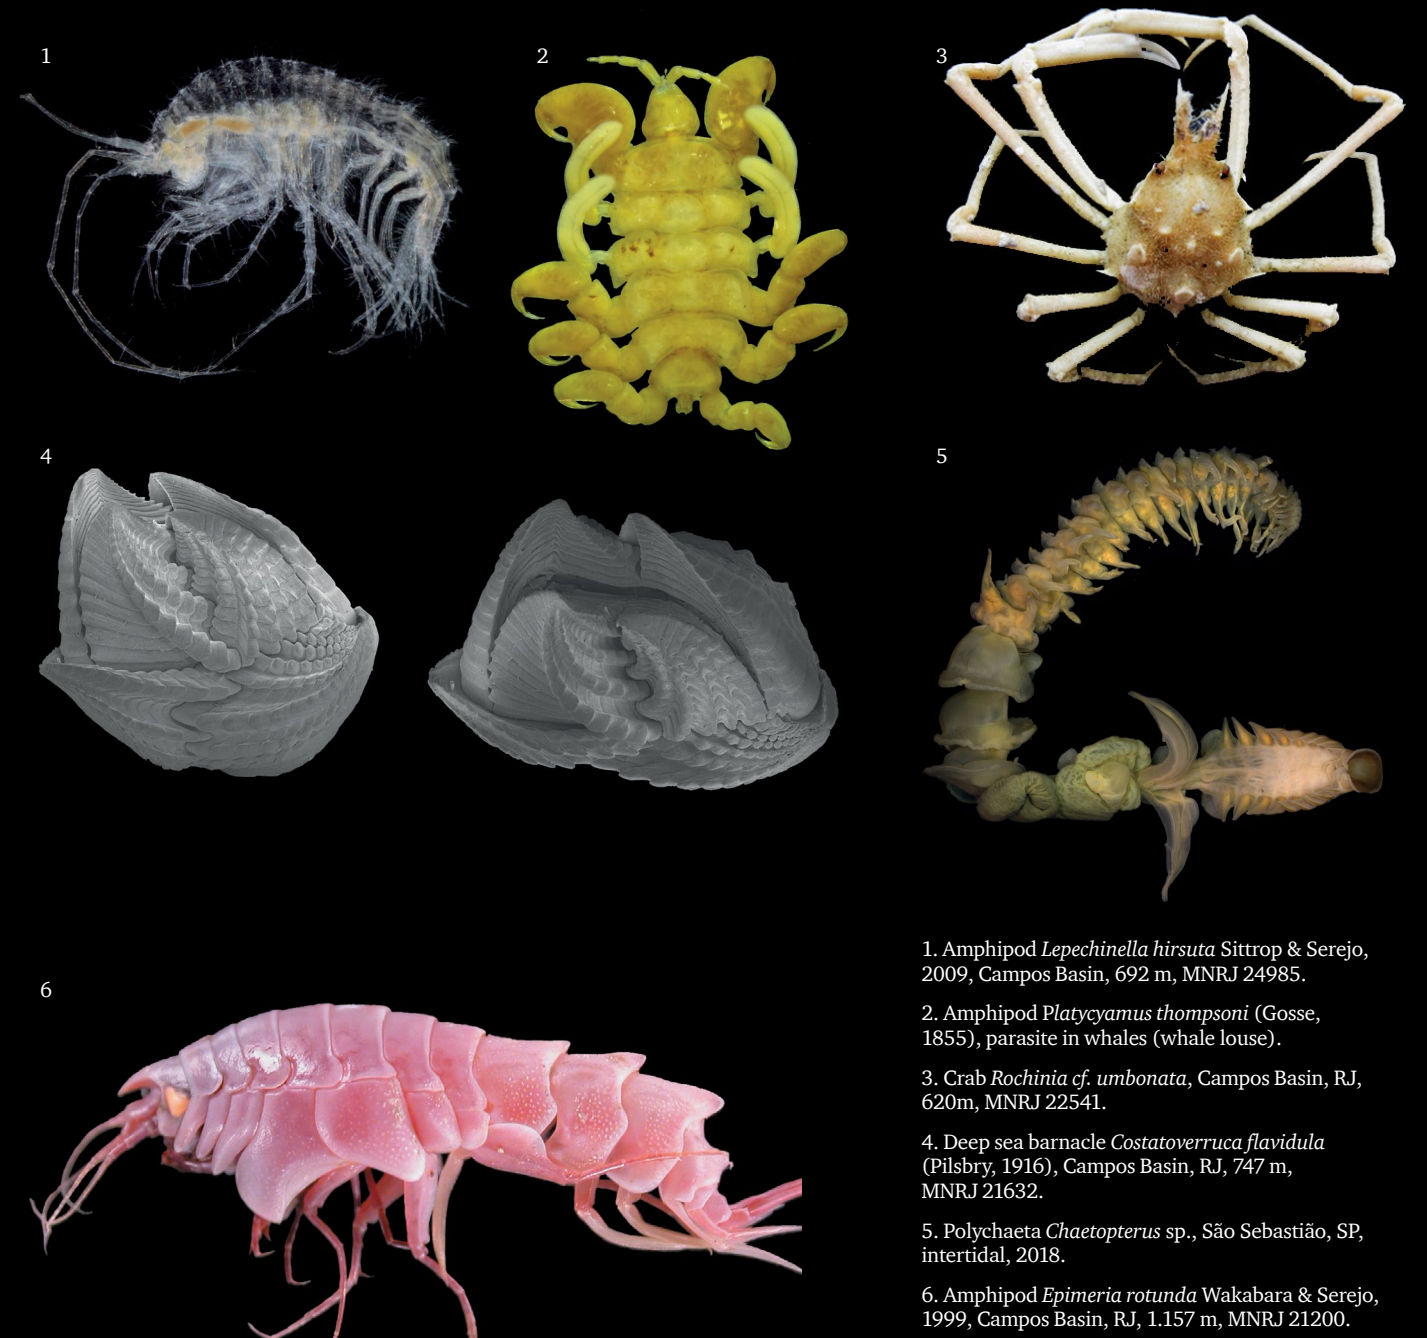 1
2
3
4
5
6
1. Amphipod Lepechinella hirsuta Sittrop & Serejo,
2009, Campos Basin, 692 m, MNRJ 24985.
2. Amphipod Platycyamus thompsoni (Gosse,
1855), parasite in whales (whale louse).
3. Crab Rochinia cf. umbonata, Campos Basin, RJ,
620m, MNRJ 22541.
4. Deep sea barnacle Costatoverruca flavidula
(Pilsbry, 1916), Campos Basin, RJ, 747 m,
MNRJ 21632.
5. Polychaeta Chaetopterus sp., São Sebastião, SP,
intertidal, 2018.
6. Amphipod Epimeria rotunda Wakabara & Serejo,
1999, Campos Basin, RJ, 1.157 m, MNRJ 21200.